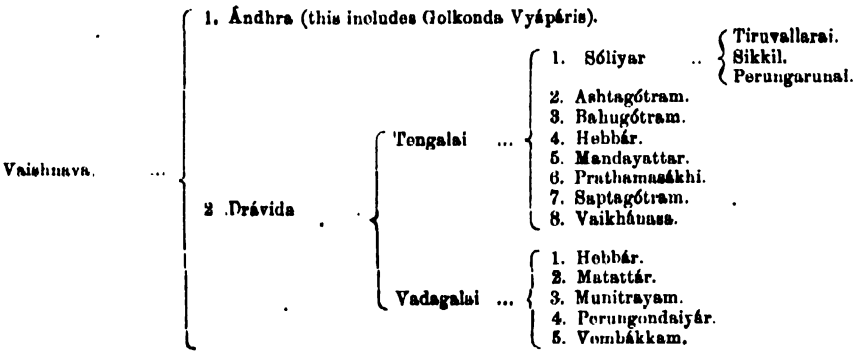 1. Ándhra (this includes Golkonda Vyápáris).
Tiruvallarai.
1. Sóliyar .. Sikkil.
Perungarunai.
2. Ashtagótram.
3. Bahugótram.
Tengalai ... 4. Hebbár.
Vaishnava. ... 5. Mandayattar.
6. Prathamasákhi.
2 .Drávida 7. Saptagótram.
8. Vaikhánasa.
1. Hebbár.
2. Matattár.
Vadagalai ... 3. Munitrayam.
4. Perungondaiyár.
5. Vembákkam.